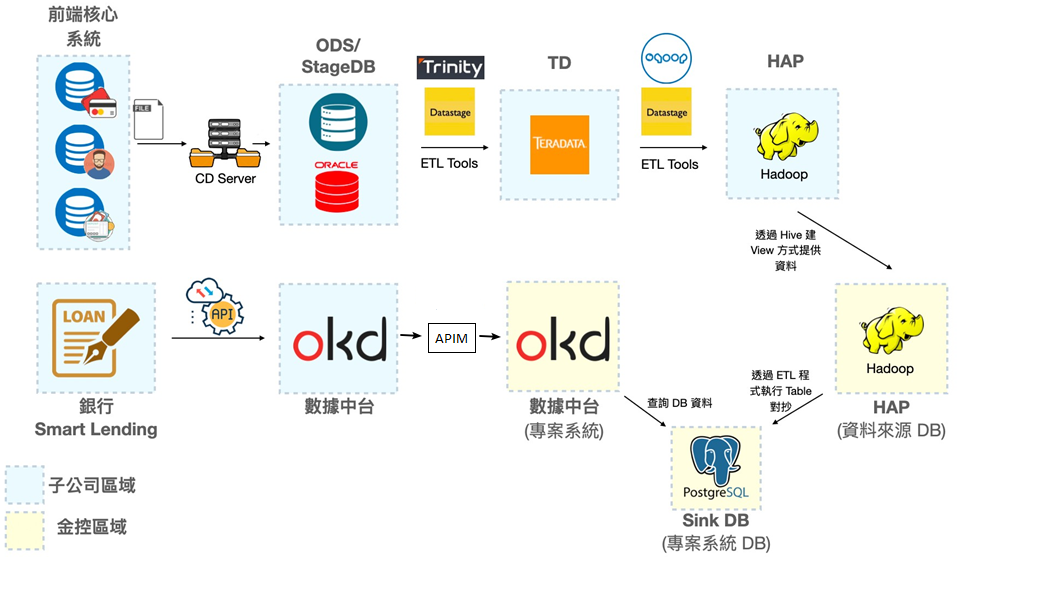 前端核心
系統
FILE
CD Server
ODS/
StageDB
ORACLE
Trinity
Datastage
ETL Tools
TD
TERADATA
sqoop
Datastage
ETL Tools
HAP
Hadoop
透過 Hive 建
View 方式提供
資料
LOAN
銀行
Smart Lending
API
okd
數據中台
APIM
okd
數據中台
(專案系統)
查詢 DB 資料
Hadoop
HAP
(資料來源 DB)
透過 ETL 程
式執行 Table
對抄
PostgreSQL
Sink DB
(專案系統 DB)
子公司區域
金控區域